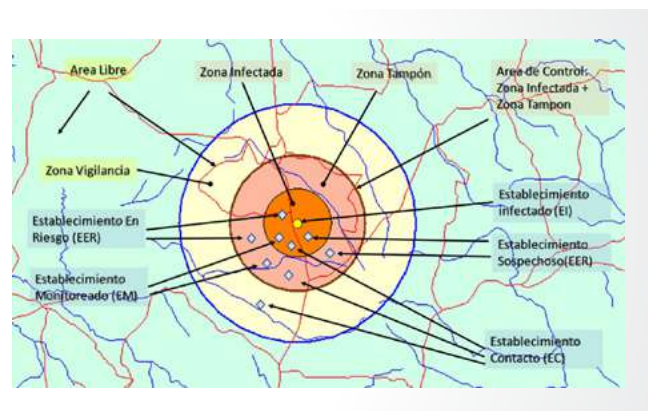 Area Libre
Zona Infectada
Zona Tampón
Area de Control:
Zona Infectada +
Zona Tampon
Zona Vigilancia
Establecimiento
infectado (EI)
Establecimiento En
Riesgo (EER)
Establecimiento
Sospechoso(EER)
Establecimiento
Monitoreado (EM)
Establecimiento
Contacto (EC)